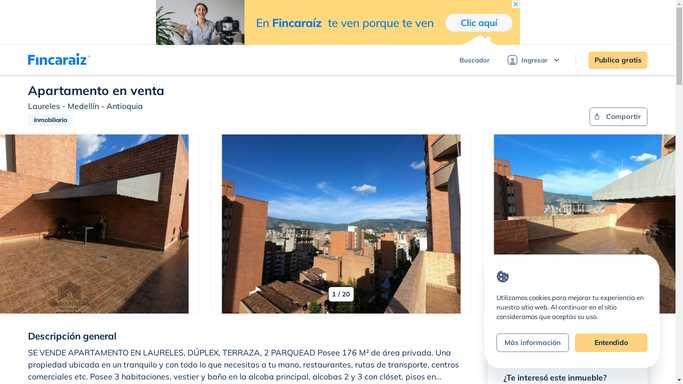 En Fincaraíz te ven porque te ven
Clic aquí
Fincaraiz
Buscador
Ingresar
Publica gratis
Apartamento en venta
Laureles - Medellín - Antioquia
Inmobiliaria
Compartir
1 / 20
Utilizamos cookies para mejorar tu experiencia en
nuestro sitio web. Al continuar en el sitio
consideramos que aceptas su uso.
Más información
Entendido
Descripción general
SE VENDE APARTAMENTO EN LAURELES, DÚPLEX, TERRAZA, 2 PARQUEAD Posee 176 M² de área privada. Una
propiedad ubicada en un tranquilo y con todo lo que necesitas a tu mano, restaurantes, rutas de transporte, centros
comerciales etc. Posee 3 habitaciones, vestier y baño en la alcoba principal, alcobas 2 y 3 con clóset, pisos en...
¿Te interesó este inmueble?